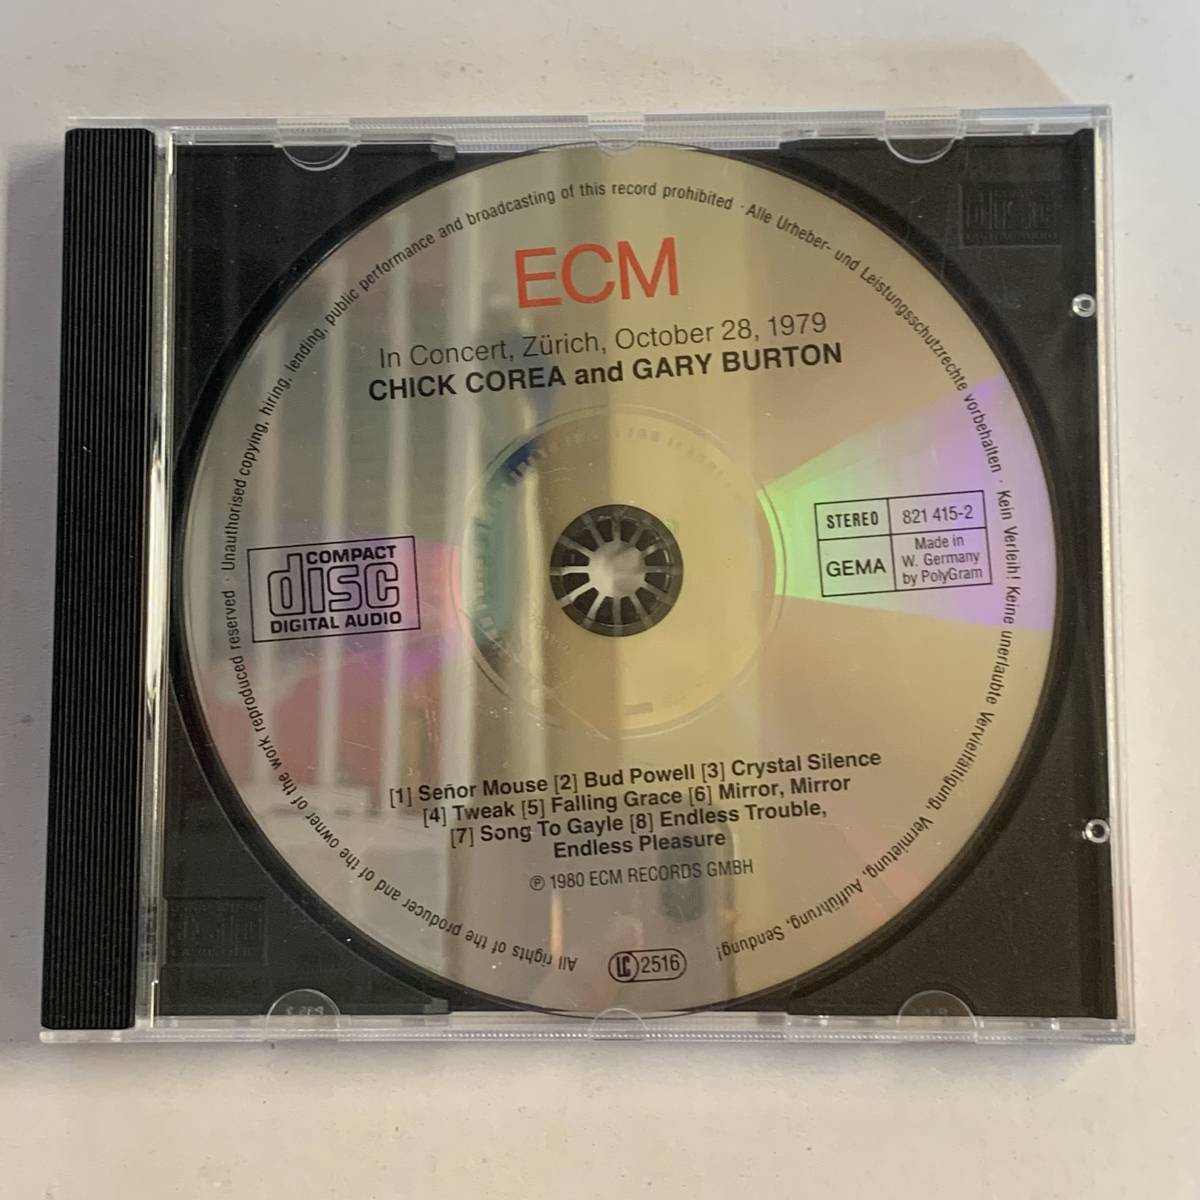 ECM
In Concert, Zürich, October 28, 1979
CHICK COREA and GARY BURTON
COMPACT
disc
DIGITAL AUDIO
STEREO 821 415-2
GEMA Made in
W. Germany
by PolyGram
[1] Señor Mouse [2] Bud Powell [3] Crystal Silence
[4] Tweak [5] Falling Grace [6] Mirror, Mirror
[7] Song To Gayle [8] Endless Trouble,
Endless Pleasure
℗ 1980 ECM RECORDS GMBH
LC 2516
All rights of the producer and of the owner of the work reproduced reserved · Unauthorised copying, hiring, lending, public performance and broadcasting of this record prohibited · Alle Urheber- und Leistungsschutzrechte vorbehalten · Kein Verleih! Keine unerlaubte Vervielfältigung, Vermietung, Aufführung, Sendung!